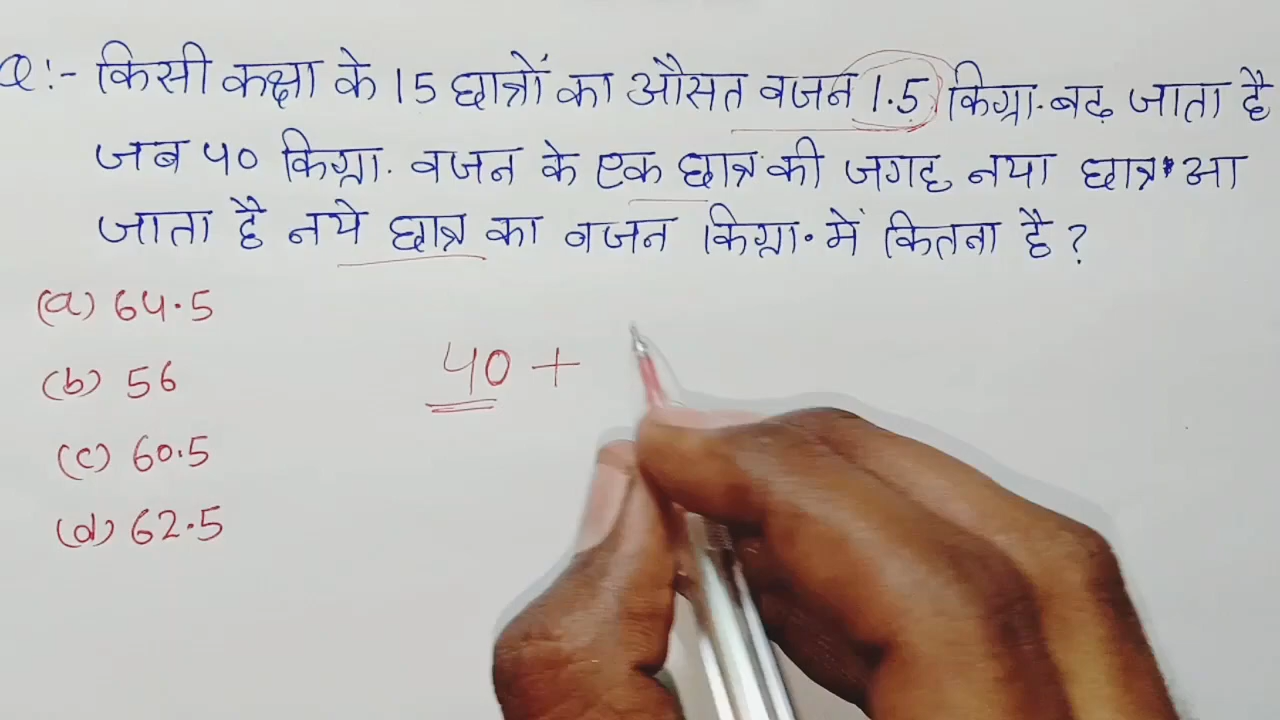 Q:- किसी कक्षा के 15 छात्रों का औसत वजन 1.5 किग्रा. बढ़ जाता है
जब 40 किग्रा. वजन के एक छात्र की जगह नया छात्र आ
जाता है नये छात्र का वजन किग्रा. में कितना है ?
(a) 64.5
40 +
(b) 56
(c) 60.5
(d) 62.5